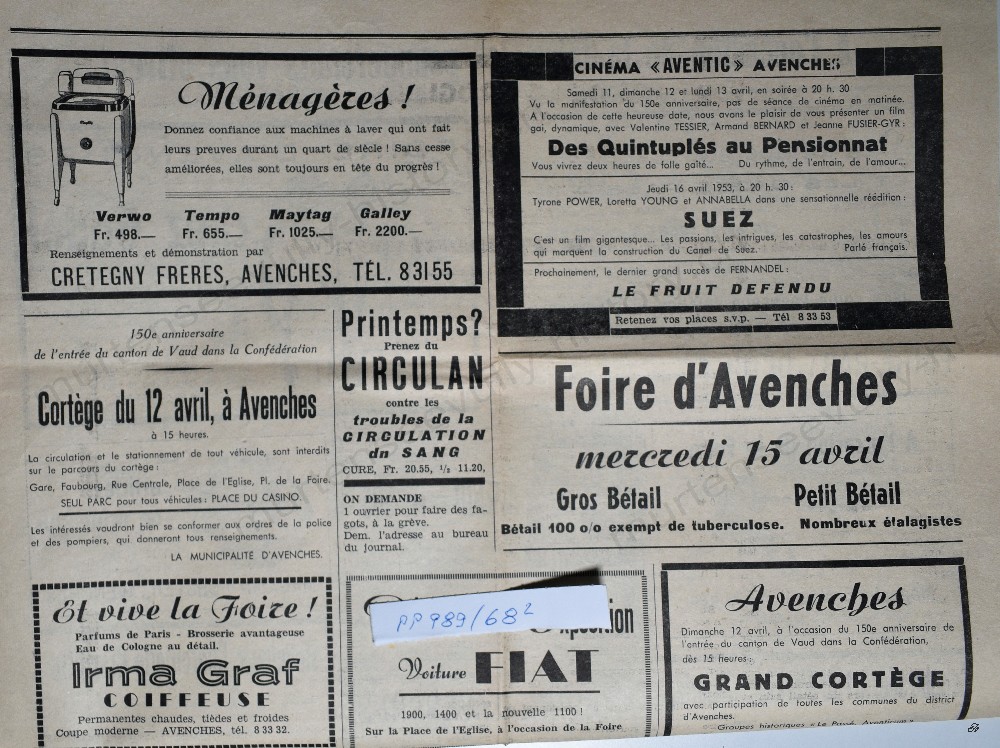 Ménagères !
Donnez confiance aux machines à laver qui ont fait
leurs preuves durant un quart de siècle ! Sans cesse
améliorées, elles sont toujours en tête du progrès !
Verwo Tempo Maytag Galley
Fr. 498.— Fr. 655.— Fr. 1025.— Fr. 2200.—
Renseignements et démonstration par
CRETEGNY FRERES, AVENCHES, TÉL. 8 31 55
CINÉMA « AVENTIC » AVENCHES
Samedi 11, dimanche 12 et lundi 13 avril, en soirée à 20 h. 30
Vu la manifestation du 150e anniversaire, pas de séance de cinéma en matinée.
A l'occasion de cette heureuse date, nous avons le plaisir de vous présenter un film
gai, dynamique, avec Valentine TESSIER, Armand BERNARD et Jeanne FUSIER-GYR :
Des Quintuplés au Pensionnat
Vous vivrez deux heures de folle gaîté... Du rythme, de l'entrain, de l'amour...
Jeudi 16 avril 1953, à 20 h. 30 :
Tyrone POWER, Loretta YOUNG et ANNABELLA dans une sensationnelle réédition :
SUEZ
C'est un film gigantesque... Les passions, les intrigues, les catastrophes, les amours
qui marquent la construction du Canal de Suez. Parlé français.
Prochainement, le dernier grand succès de FERNANDEL :
LE FRUIT DEFENDU
Retenez vos places s.v.p. — Tél 8 33 53
150e anniversaire
de l'entrée du canton de Vaud dans la Confédération
Cortège du 12 avril, à Avenches
à 15 heures.
La circulation et le stationnement de tout véhicule, sont interdits
sur le parcours du cortège :
Gare, Faubourg, Rue Centrale, Place de l'Eglise, Pl. de la Foire.
SEUL PARC pour tous véhicules : PLACE DU CASINO.
Les intéressés voudront bien se conformer aux ordres de la police
et des pompiers, qui donneront tous renseignements.
LA MUNICIPALITÉ D'AVENCHES.
Printemps?
Prenez du
CIRCULAN
contre les
troubles de la
CIRCULATION
dn SANG
CURE, Fr. 20.55, 1/2 11.20,
ON DEMANDE
1 ouvrier pour faire des fa-
gots, à la grève.
Dem. l'adresse au bureau
du journal.
Foire d'Avenches
mercredi 15 avril
Gros Bétail Petit Bétail
Bétail 100 o/o exempt de tuberculose. Nombreux étalagistes
Et vive la Foire !
Parfums de Paris - Brosserie avantageuse
Eau de Cologne au détail.
Irma Graf
COIFFEUSE
Permanentes chaudes, tièdes et froides
Coupe moderne — AVENCHES, tél. 8 33 32.
PP 989/68²
Voiture FIAT
1900, 1400 et la nouvelle 1100 !
Sur la Place de l'Eglise, à l'occasion de la Foire
Avenches
Dimanche 12 avril, à l'occasion du 150e anniversaire de
l'entrée du canton de Vaud dans la Confédération,
dès 15 heures :
GRAND CORTÈGE
avec participation de toutes les communes du district
d'Avenches.